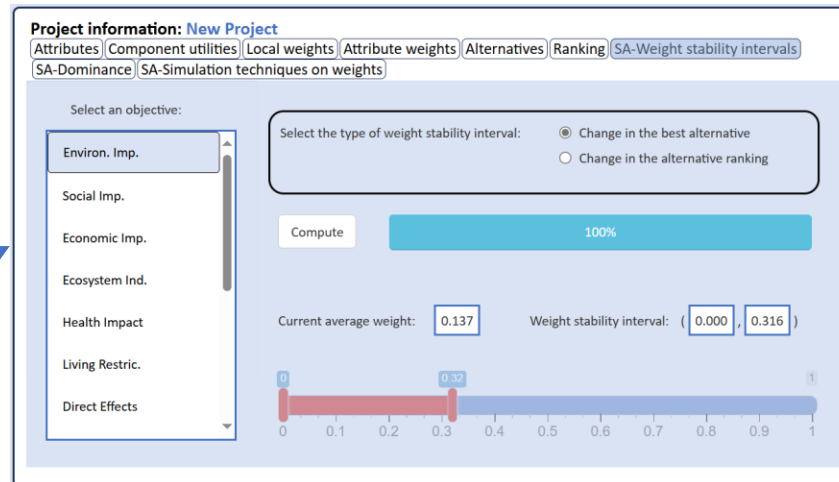 Project information: New Project
Attributes Component utilities Local weights Attribute weights Alternatives Ranking SA-Weight stability intervals
SA-Dominance SA-Simulation techniques on weights
Select an objective:
Environ. Imp.
Social Imp.
Economic Imp.
Ecosystem Ind.
Health Impact
Living Restric.
Direct Effects
Select the type of weight stability interval:
Change in the best alternative
Change in the alternative ranking
Compute
100%
Current average weight: 0.137
Weight stability interval: ( 0.000 , 0.316 )
0 0.32 1
0 0.1 0.2 0.3 0.4 0.5 0.6 0.7 0.8 0.9 1